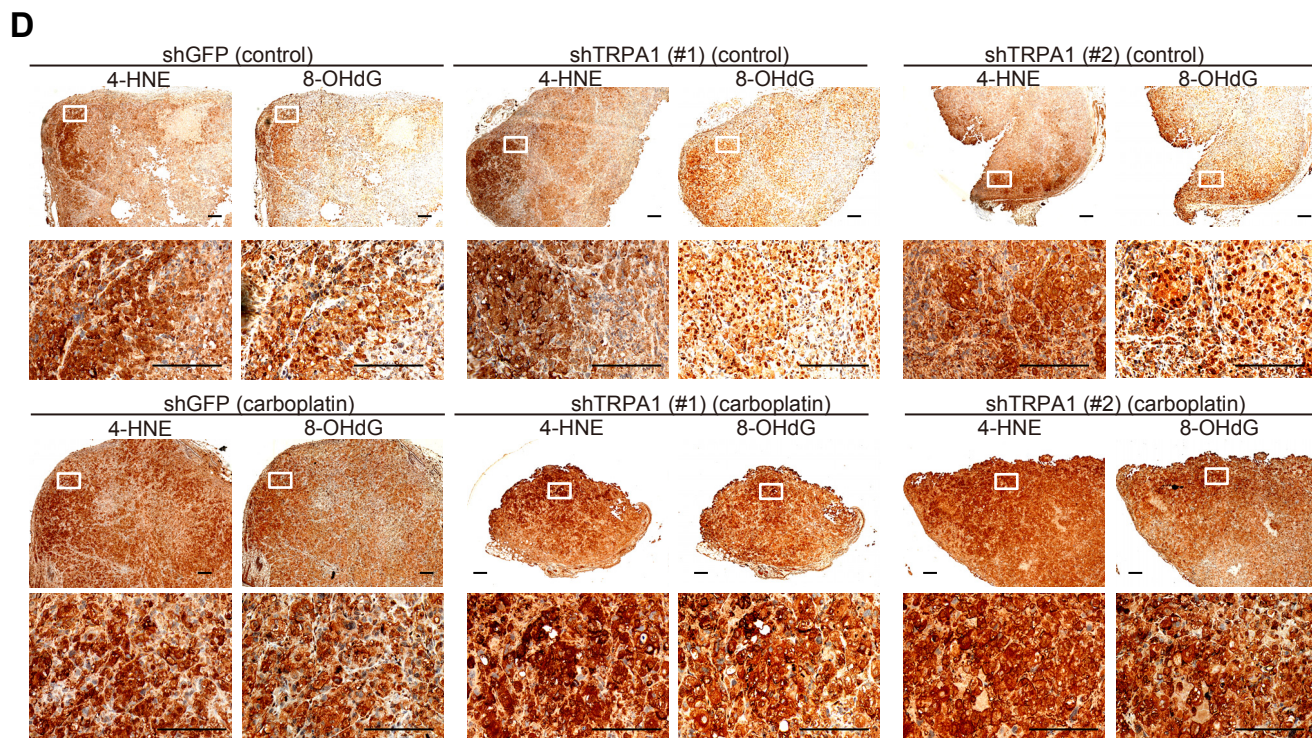 D
shGFP (control)
4-HNE 8-OHdG
shTRPA1 (#1) (control)
4-HNE 8-OHdG
shTRPA1 (#2) (control)
4-HNE 8-OHdG
shGFP (carboplatin)
4-HNE 8-OHdG
shTRPA1 (#1) (carboplatin)
4-HNE 8-OHdG
shTRPA1 (#2) (carboplatin)
4-HNE 8-OHdG